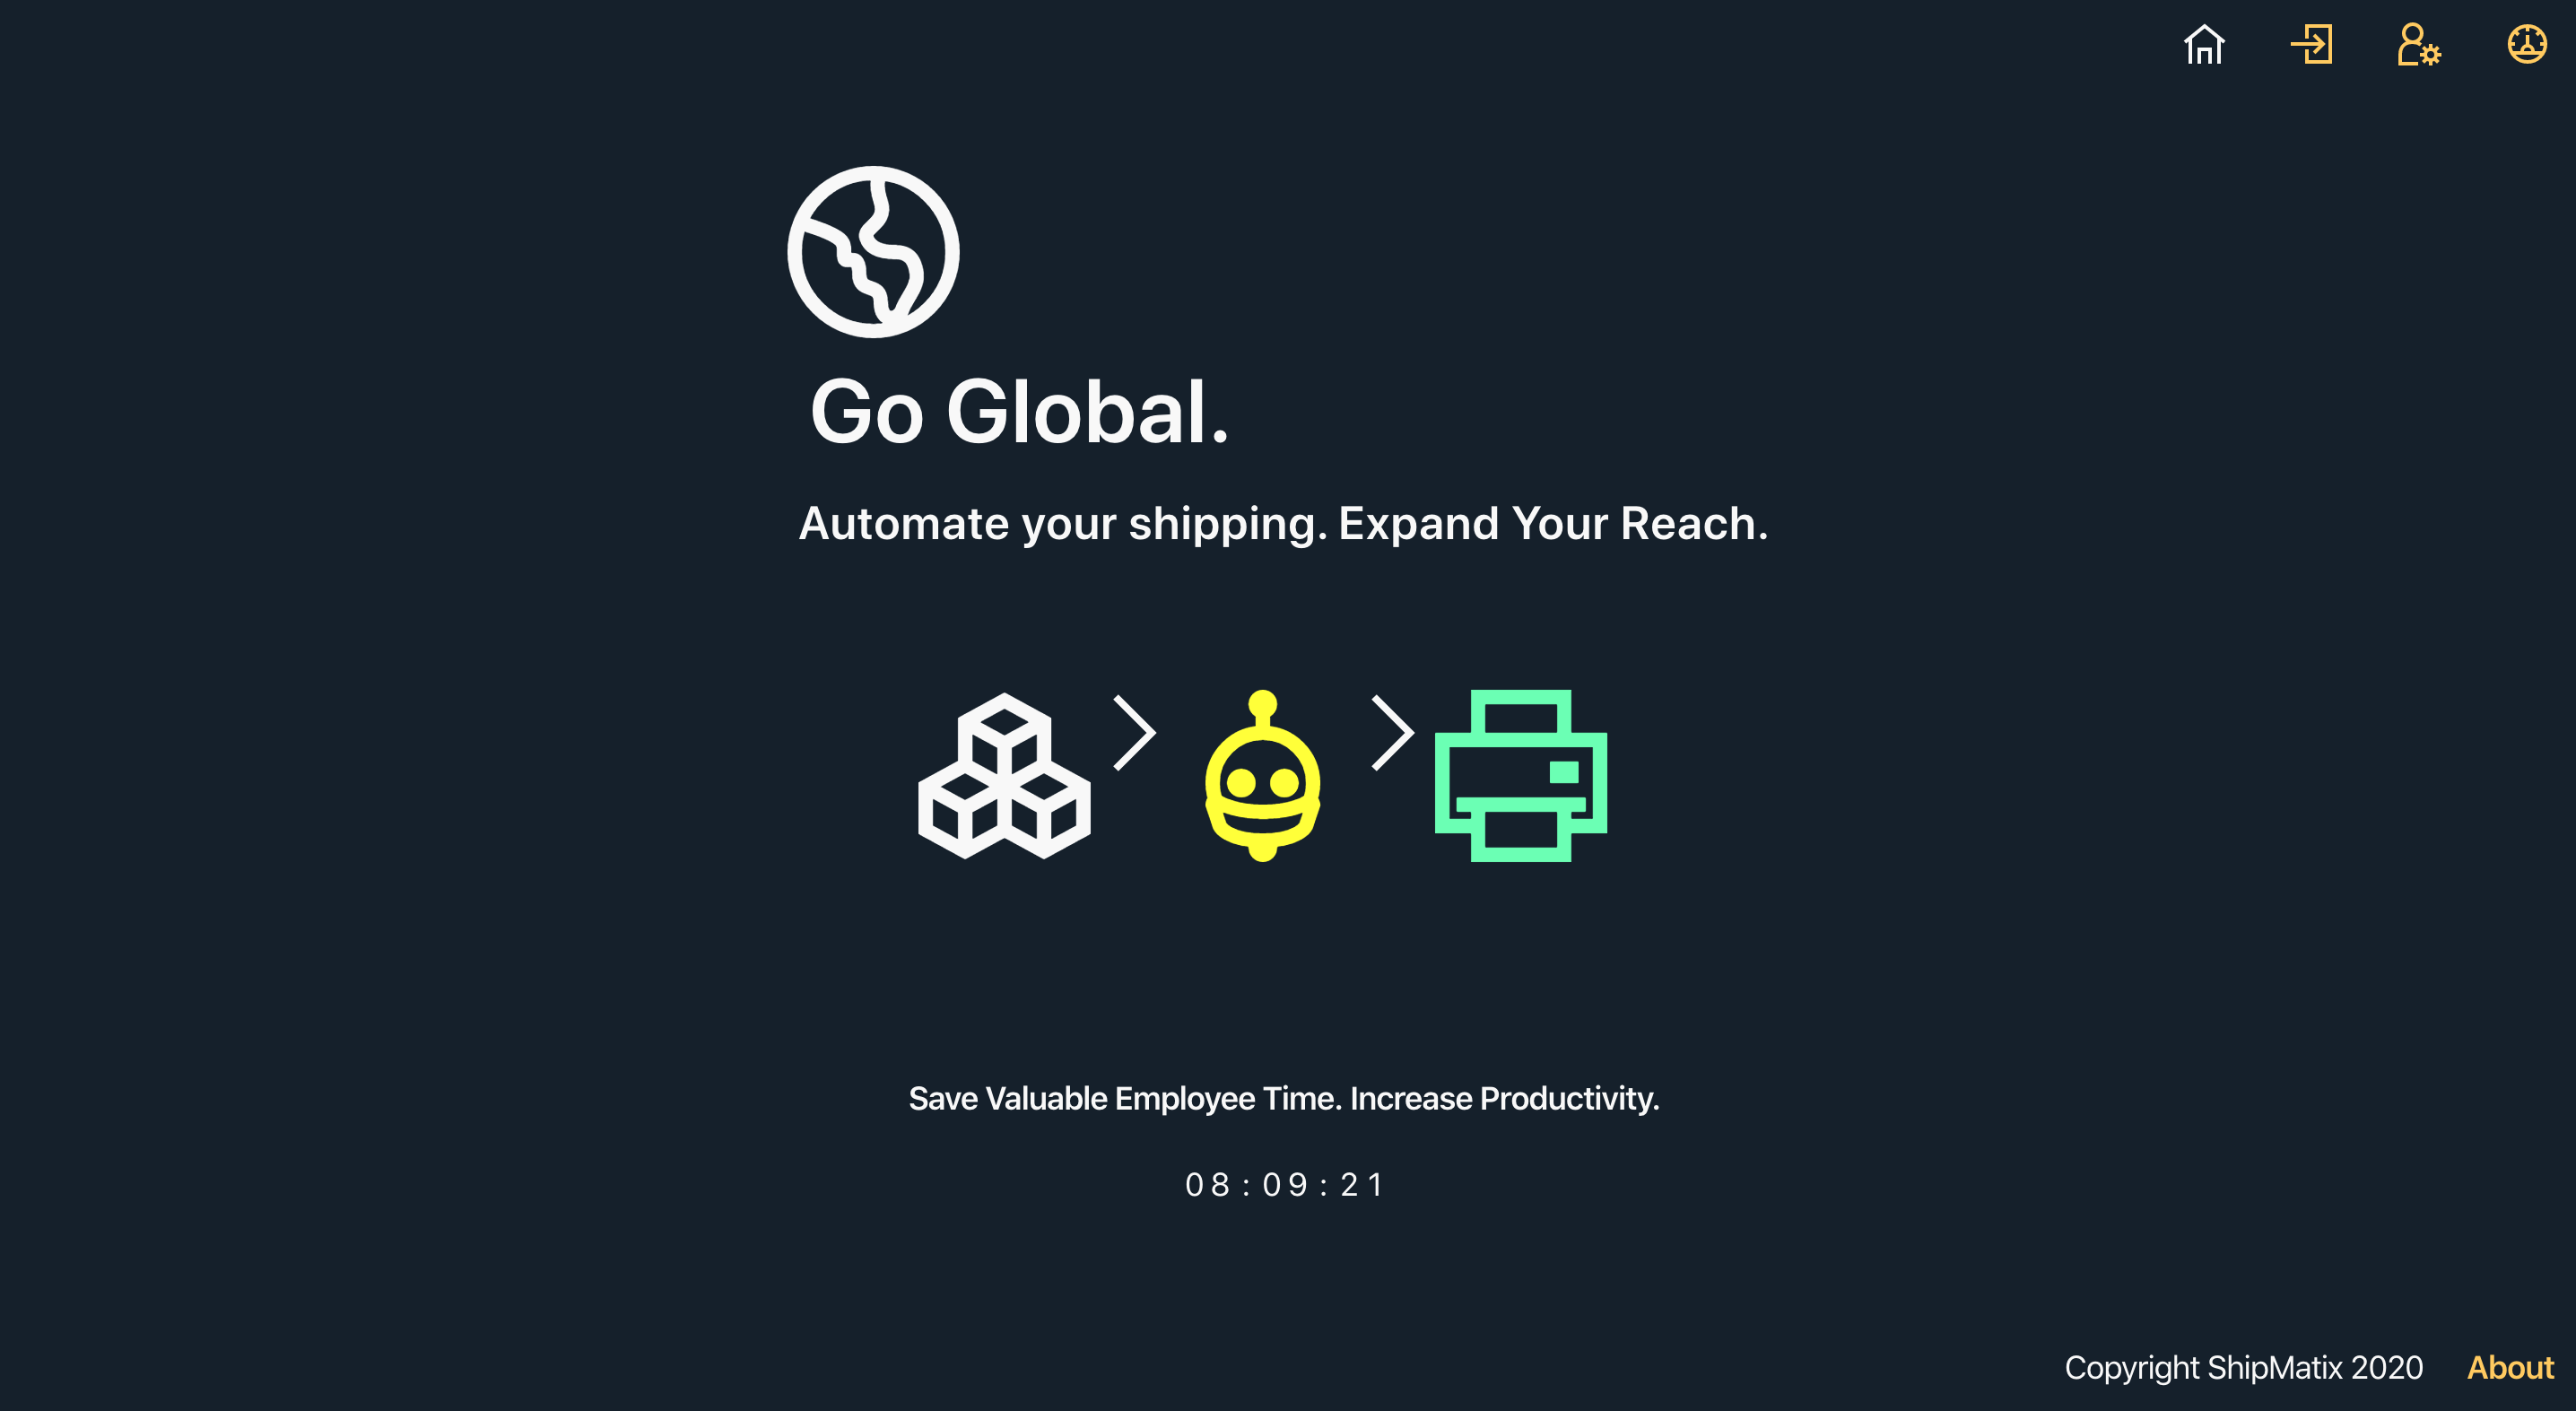 Go Global.
Automate your shipping. Expand Your Reach.
Save Valuable Employee Time. Increase Productivity.
08:09:21
Copyright ShipMatix 2020 About